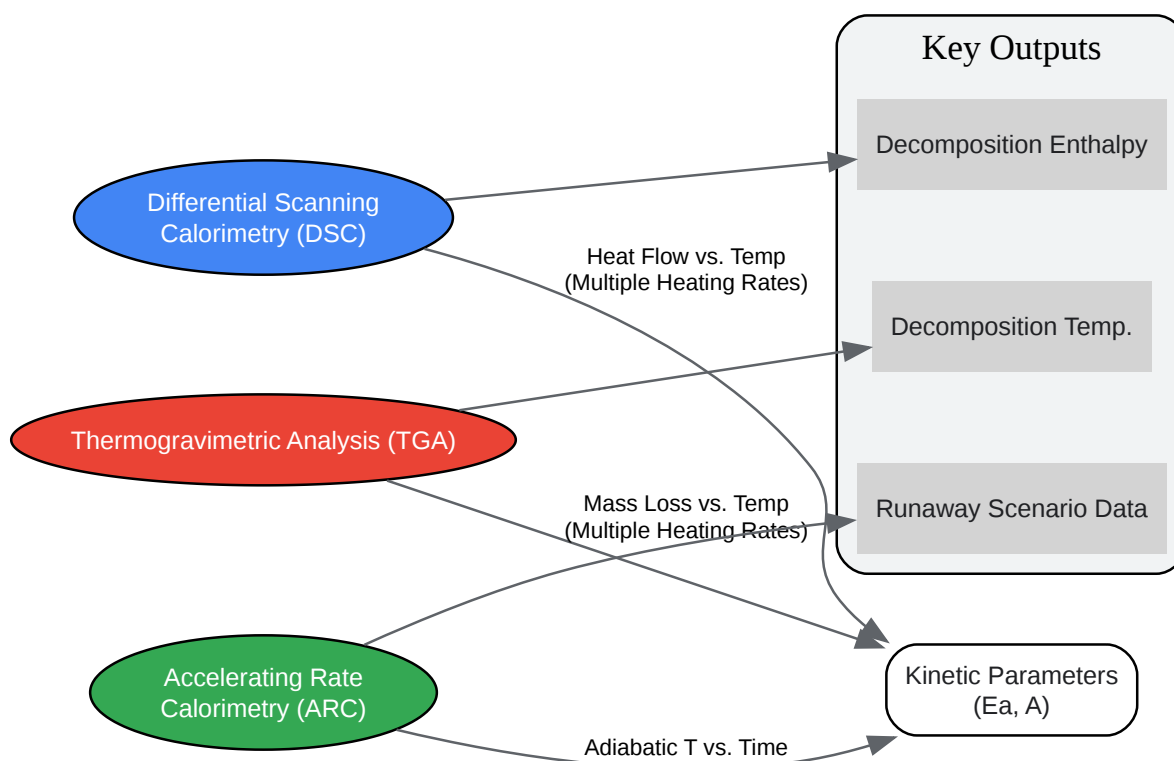 Key Outputs
Decomposition Enthalpy
Differential Scanning
Calorimetry (DSC)
Heat Flow vs. Temp
(Multiple Heating Rates)
Decomposition Temp.
Thermogravimetric Analysis (TGA)
Mass Loss vs. Temp
(Multiple Heating Rates)
Runaway Scenario Data
Accelerating Rate
Calorimetry (ARC)
Kinetic Parameters
(Ea, A)
Adiabatic T vs. Time